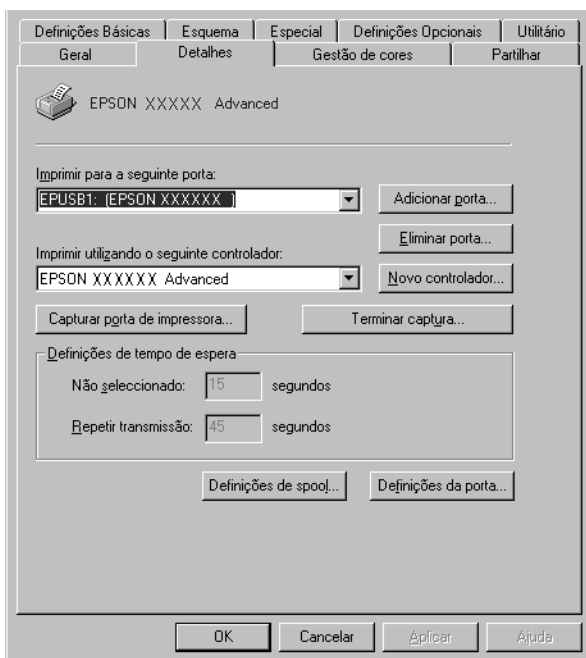 Definições Básicas Esquema Especial Definições Opcionais Utilitário
Geral Detalhes Gestão de cores Partilhar
EPSON XXXXX Advanced
Imprimir para a seguinte porta:
EPUSB1: (EPSON XXXXXX ) Adicionar porta...
Eliminar porta...
Imprimir utilizando o seguinte controlador:
EPSON XXXXXX Advanced Novo controlador...
Capturar porta de impressora... Terminar captura...
Definições de tempo de espera
Não seleccionado: 15 segundos
Repetir transmissão: 45 segundos
Definições de spool... Definições da porta...
OK Cancelar Aplicar Ajuda